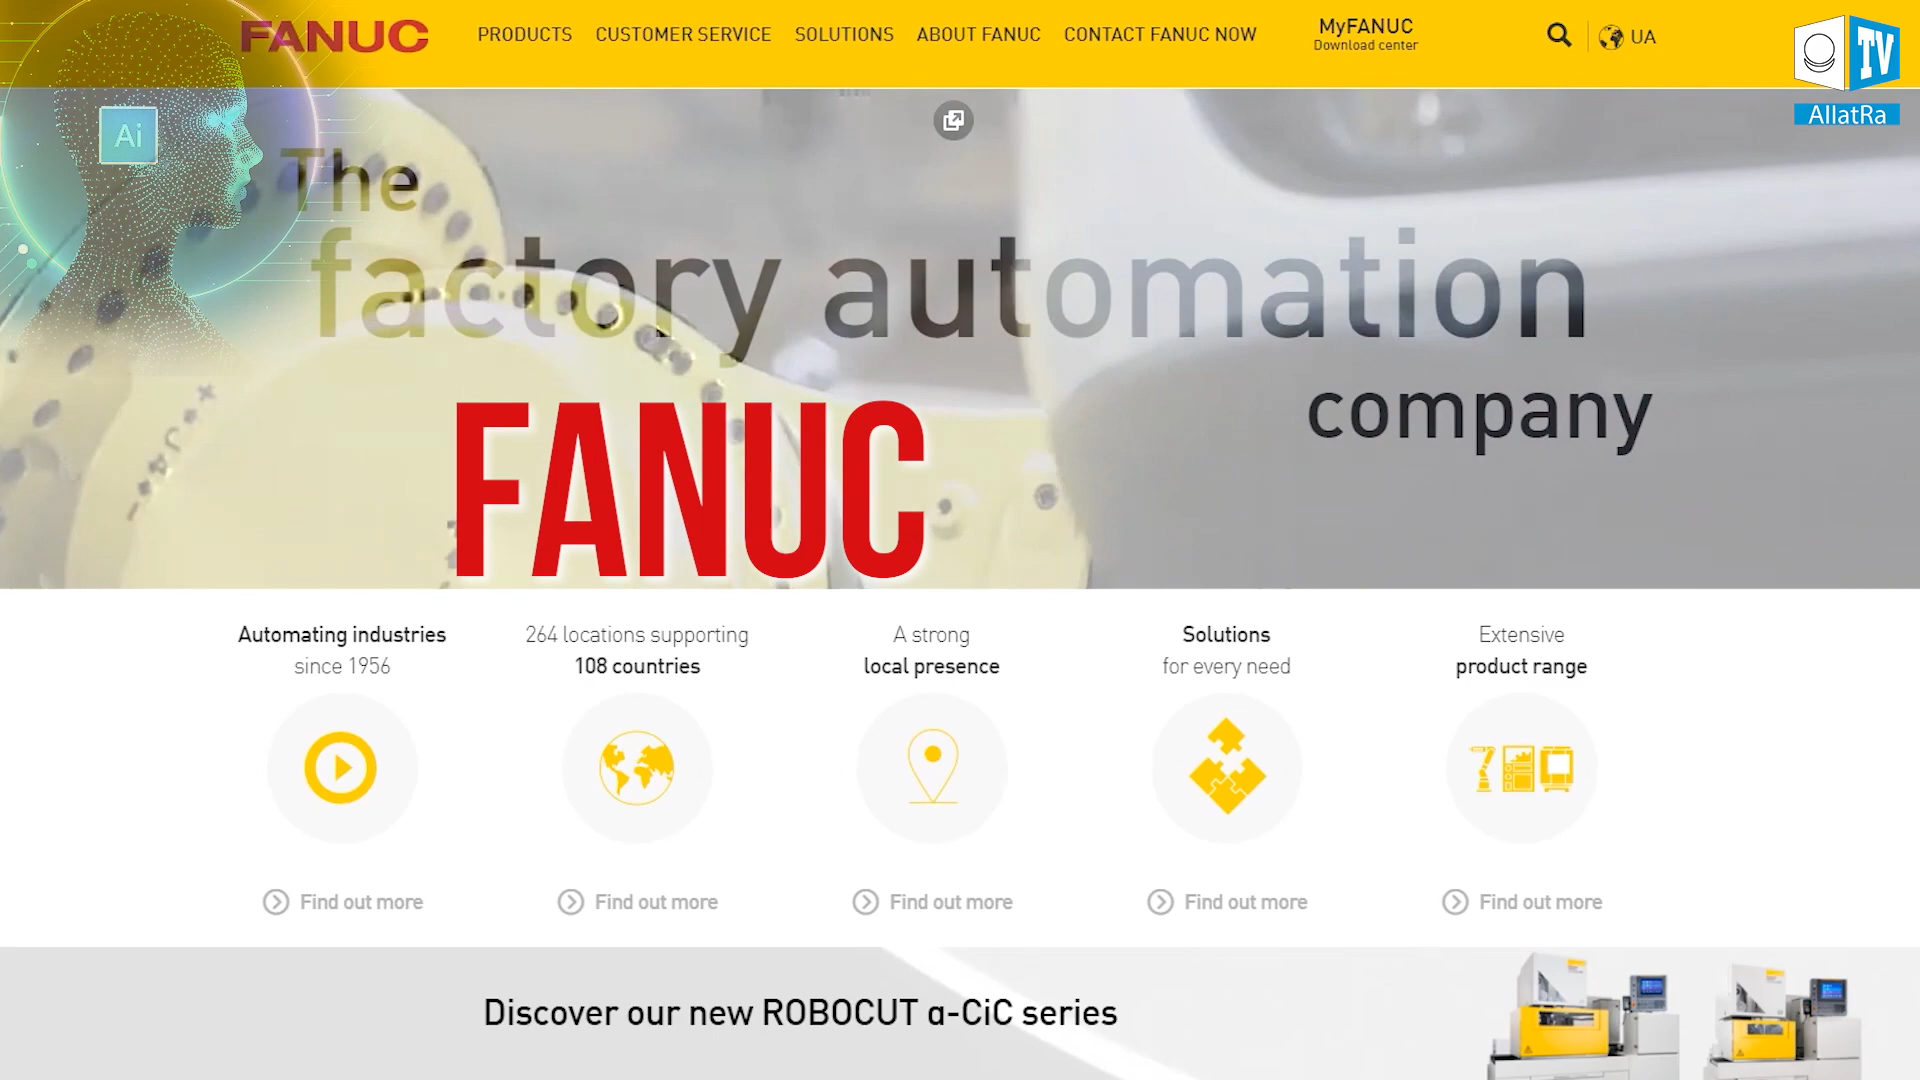 FANUC
PRODUCTS CUSTOMER SERVICE SOLUTIONS ABOUT FANUC CONTACT FANUC NOW
MyFANUC
Download center
UA
TV
AllatRa
Ai
The
factory automation
company
FANUC
J4
Automating industries
since 1956
264 locations supporting
108 countries
A strong
local presence
Solutions
for every need
Extensive
product range
Find out more
Find out more
Find out more
Find out more
Find out more
Discover our new ROBOCUT α-CiC series